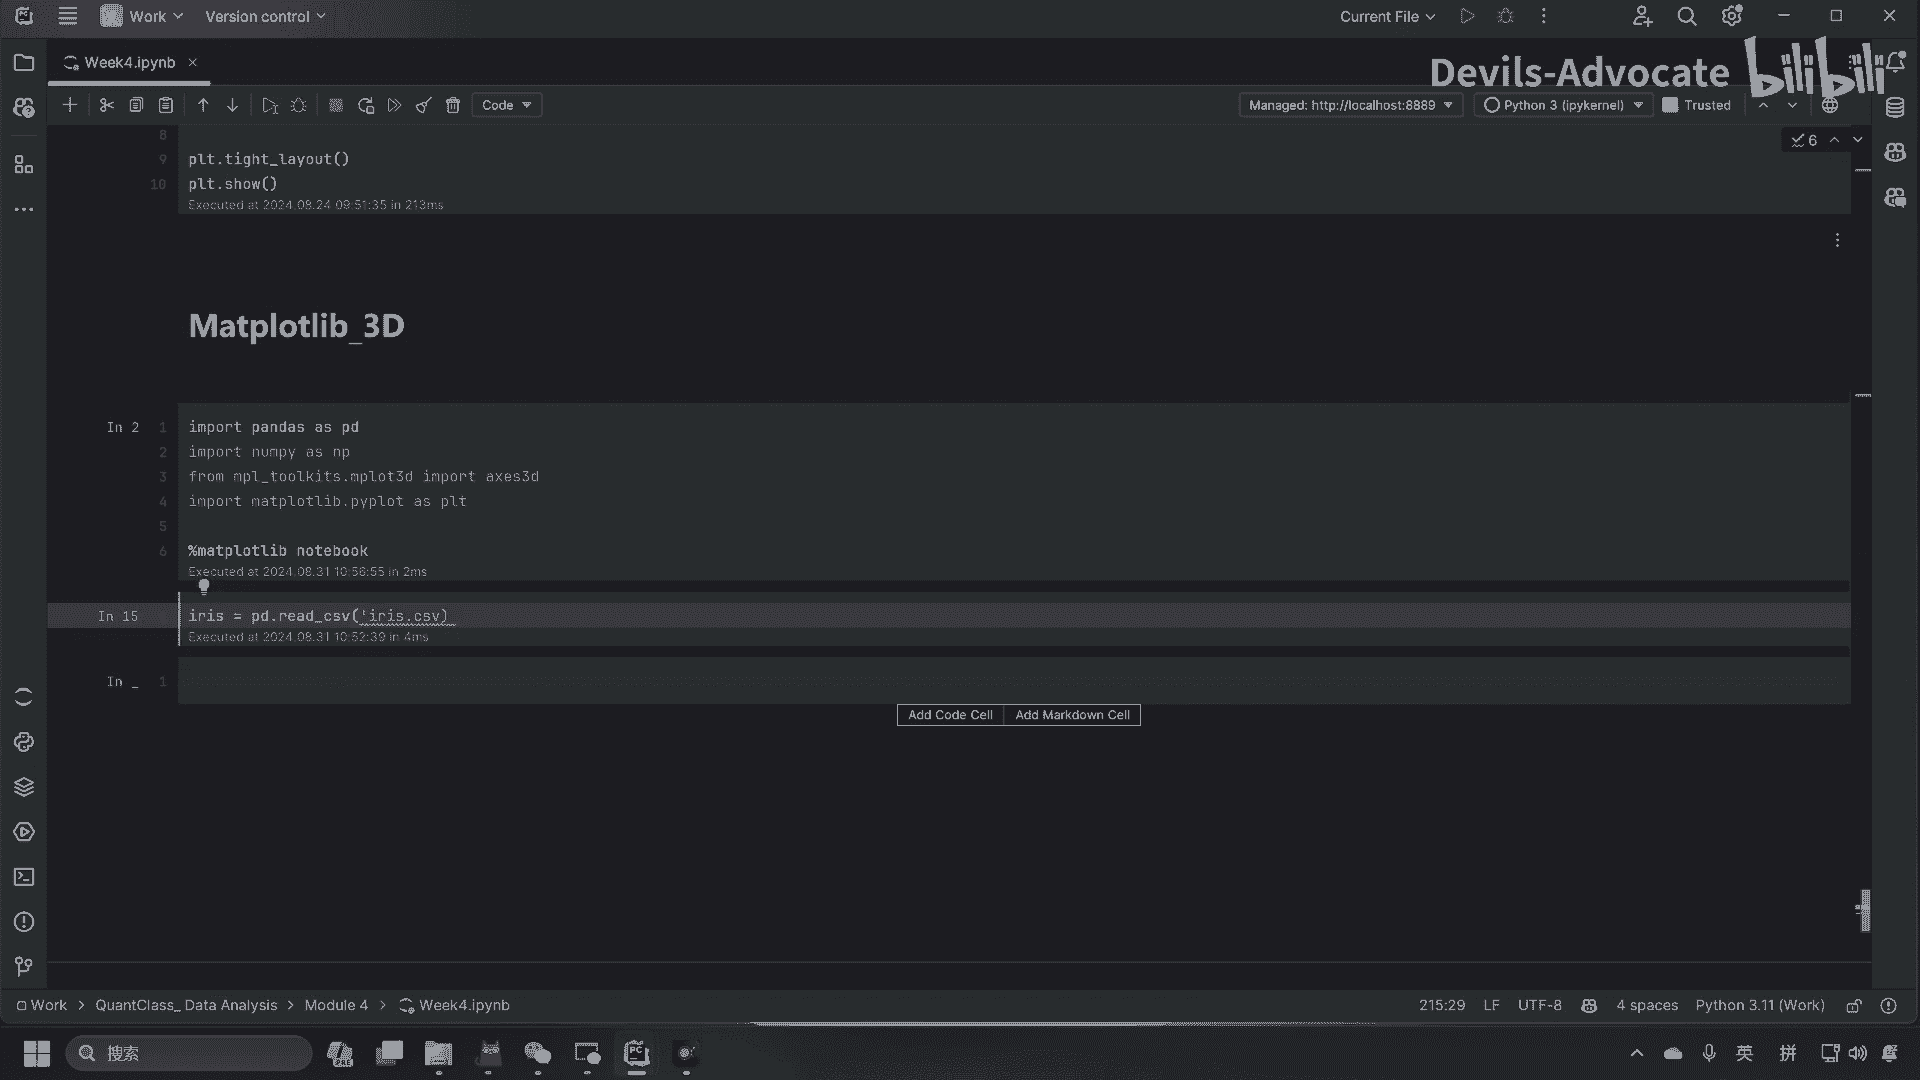 Work
Version control
Current File
Week4.ipynb
Devils-Advocate bilibili
Code
Managed: http://localhost:8889
Python 3 (ipykernel)
Trusted
8
6
9 plt.tight_layout()
10 plt.show()
Executed at 2024.08.24 09:51:35 in 213ms
Matplotlib_3D
In 2 1 import pandas as pd
2 import numpy as np
3 from mpl_toolkits.mplot3d import axes3d
4 import matplotlib.pyplot as plt
5
6 %matplotlib notebook
Executed at 2024.08.31 10:56:55 in 2ms
In 15 iris = pd.read_csv('iris.csv)
Executed at 2024.08.31 10:52:39 in 4ms
In _ 1
Add Code Cell
Add Markdown Cell
Work > QuantClass_ Data Analysis > Module 4 > Week4.ipynb
215:29 LF UTF-8 4 spaces Python 3.11 (Work)
搜索
英
拼